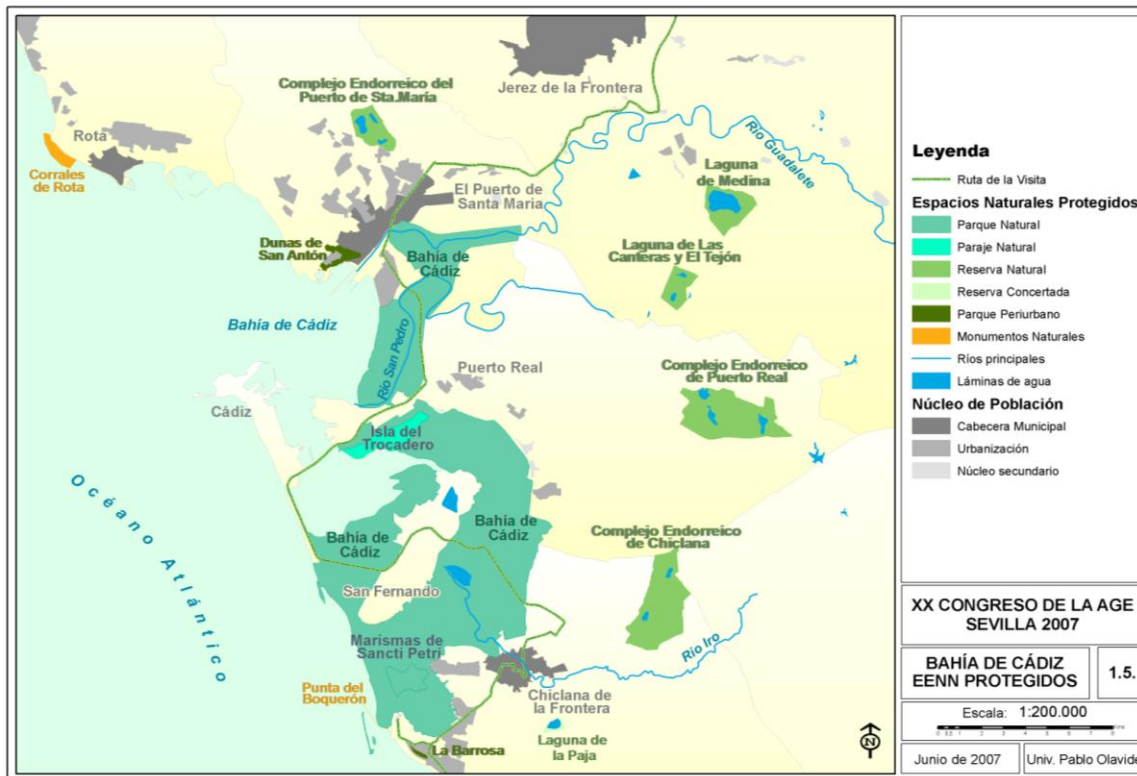 Complejo Endorreico del
Puerto de Sta.María
Jerez de la Frontera
Rota
Corrales
de Rota
El Puerto de
Santa Maria
Río Guadalete
Laguna
de Medina
Dunas de
San Antón
Bahía de
Cádiz
Laguna de Las
Canteras y El Tejón
Bahía de Cádiz
Río San Pedro
Puerto Real
Complejo Endorreico
de Puerto Real
Cádiz
Isla del
Trocadero
Océano Atlántico
Bahía de
Cádiz
Bahía de
Cádiz
Complejo Endorreico
de Chiclana
San Fernando
Marismas de
Sancti Petri
Río Iro
Punta del
Boquerón
Chiclana de
la Frontera
La Barrosa
Laguna de
la Paja
N
Leyenda
Ruta de la Visita
Espacios Naturales Protegidos
Parque Natural
Paraje Natural
Reserva Natural
Reserva Concertada
Parque Periurbano
Monumentos Naturales
Ríos principales
Láminas de agua
Núcleo de Población
Cabecera Municipal
Urbanización
Núcleo secundario
XX CONGRESO DE LA AGE
SEVILLA 2007
BAHÍA DE CÁDIZ
EENN PROTEGIDOS
1.5.
Escala: 1:200.000
Junio de 2007
Univ. Pablo Olavide